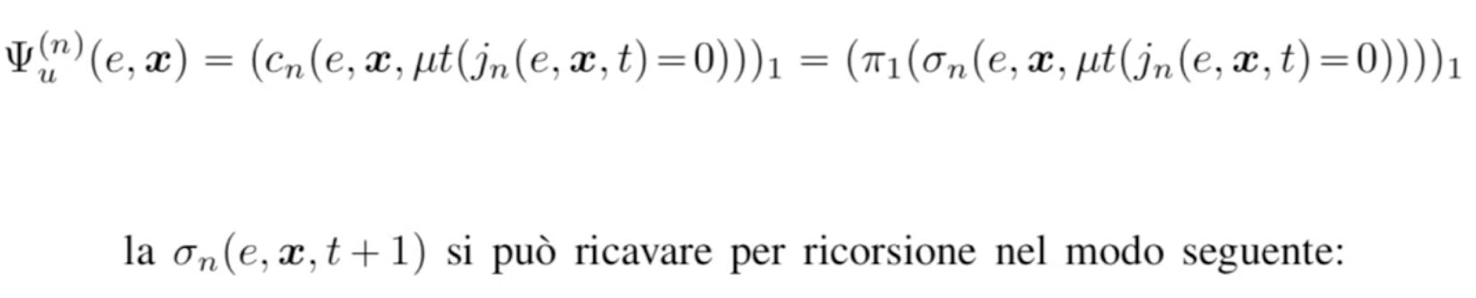 Ψ_u^{(n)}(e, x) = (c_n(e, x, μt(j_n(e, x, t)=0)))_1 = (π_1(σ_n(e, x, μt(j_n(e, x, t)=0))))_1
la σ_n(e, x, t + 1) si può ricavare per ricorsione nel modo seguente: